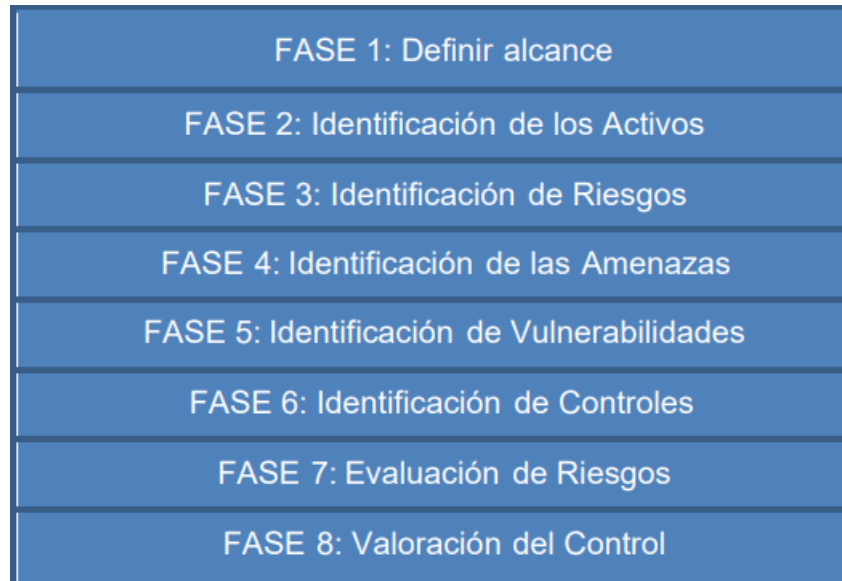 FASE 1: Definir alcance
FASE 2: Identificación de los Activos
FASE 3: Identificación de Riesgos
FASE 4: Identificación de las Amenazas
FASE 5: Identificación de Vulnerabilidades
FASE 6: Identificación de Controles
FASE 7: Evaluación de Riesgos
FASE 8: Valoración del Control